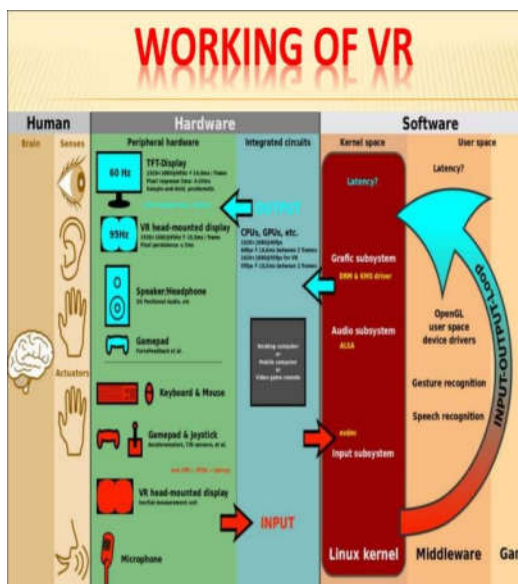 WORKING OF VR
Human
Hardware
Software
Brain
Senses
Peripheral hardware
Integrated circuits
Kernel space
User space
60 Hz
TFT-Display
Latency?
Latency?
OUTPUT
95Hz
VR head-mounted display
CPUs, GPUs, etc.
Grafic subsystem
DRM & KMS driver
Speaker/Headphone
Gamepad
Audio subsystem
ALSA
OpenGL
user space
device drivers
INPUT-OUTPUT-LOOP
Actuators
Keyboard & Mouse
Gesture recognition
Speech recognition
Gamepad & Joystick
evdev
Input subsystem
VR head-mounted display
INPUT
Microphone
Linux kernel
Middleware
Gam